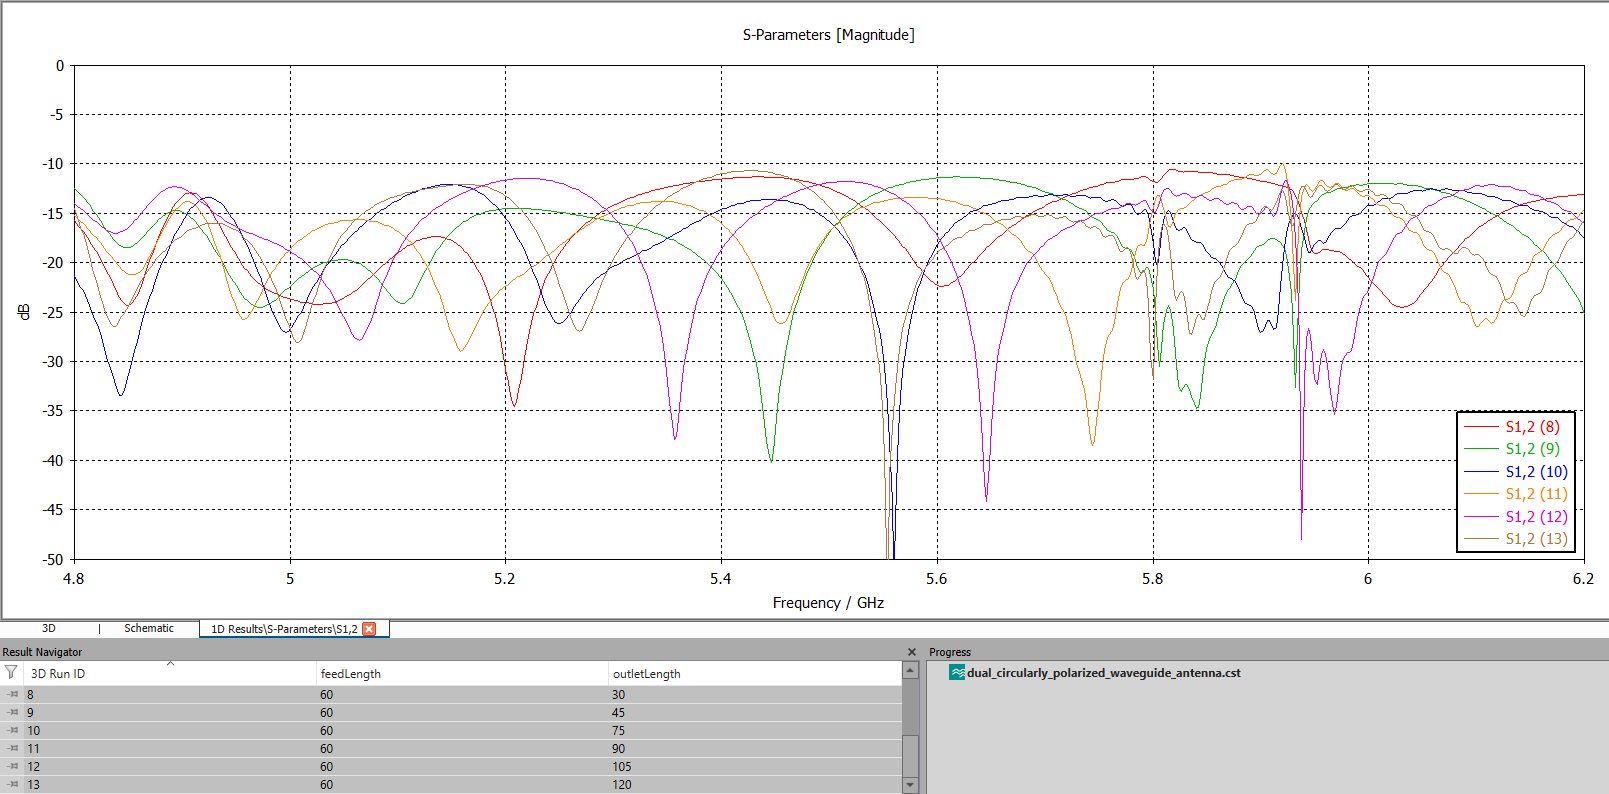 S-Parameters [Magnitude]
0
-5
-10
-15
-20
-25
-30
-35
-40
-45
-50
dB
4.8 5 5.2 5.4 5.6 5.8 6 6.2
Frequency / GHz
S1,2 (8)
S1,2 (9)
S1,2 (10)
S1,2 (11)
S1,2 (12)
S1,2 (13)
3D | Schematic 1D Results\S-Parameters\S1,2
Result Navigator
3D Run ID feedLength outletLength
8 60 30
9 60 45
10 60 75
11 60 90
12 60 105
13 60 120
Progress
dual_circularly_polarized_waveguide_antenna.cst